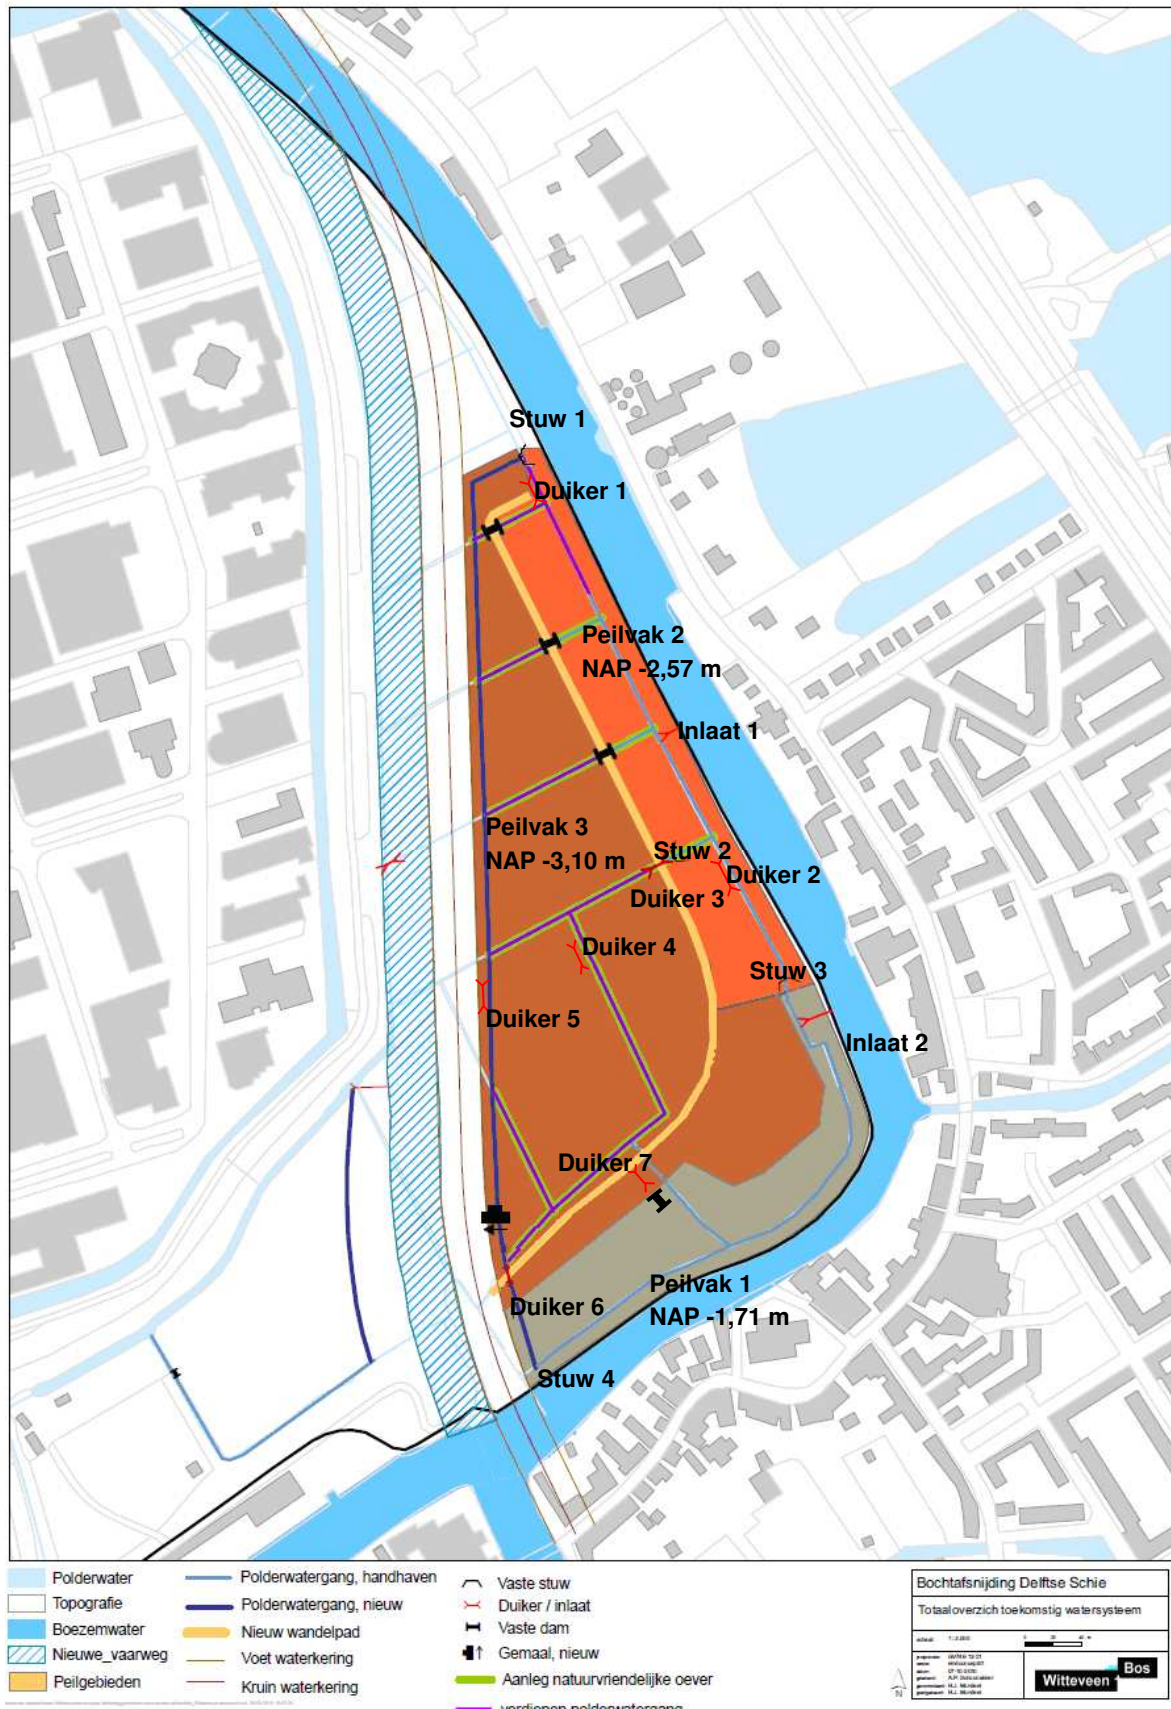 Stuw 1
Duiker 1
Peilvak 2
NAP -2,57 m
Inlaat 1
Peilvak 3
NAP -3,10 m
Stuw 2
Duiker 2
Duiker 3
Duiker 4
Stuw 3
Duiker 5
Inlaat 2
Duiker 7
Peilvak 1
NAP -1,71 m
Duiker 6
Stuw 4
Polderwater
Topografie
Boezemwater
Nieuwe_vaarweg
Peilgebieden
Polderwatergang, handhaven
Polderwatergang, nieuw
Nieuw wandelpad
Voet waterkering
Kruin waterkering
Vaste stuw
Duiker / inlaat
Vaste dam
Gemaal, nieuw
Aanleg natuurvriendelijke oever
verdiepen polderwatergang
N
Bochtafsnijding Delftse Schie
Totaaloverzich toekomstig watersysteem
Witteveen
Bos